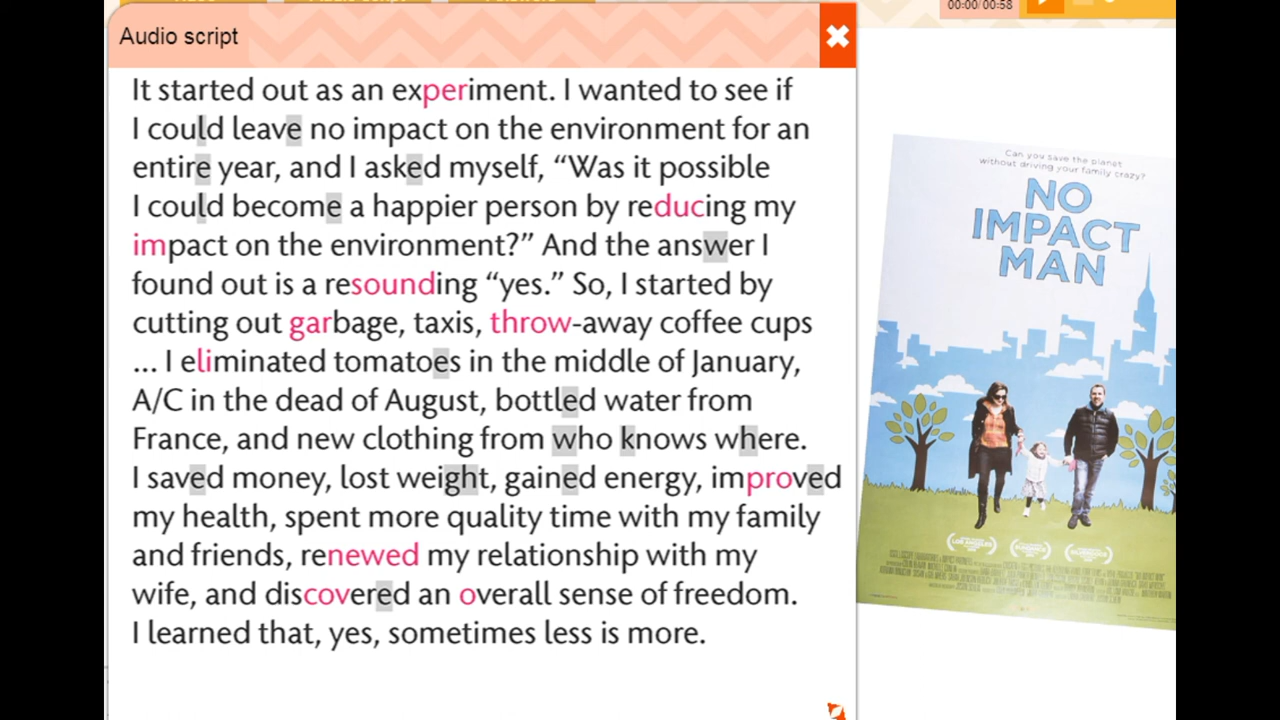 00:00/00:58
Audio script
It started out as an experiment. I wanted to see if
I could leave no impact on the environment for an
entire year, and I asked myself, “Was it possible
I could become a happier person by reducing my
impact on the environment?” And the answer I
found out is a resounding “yes.” So, I started by
cutting out garbage, taxis, throw-away coffee cups
... I eliminated tomatoes in the middle of January,
A/C in the dead of August, bottled water from
France, and new clothing from who knows where.
I saved money, lost weight, gained energy, improved
my health, spent more quality time with my family
and friends, renewed my relationship with my
wife, and discovered an overall sense of freedom.
I learned that, yes, sometimes less is more.
Can you save the planet
without driving your family crazy?
NO
IMPACT
MAN